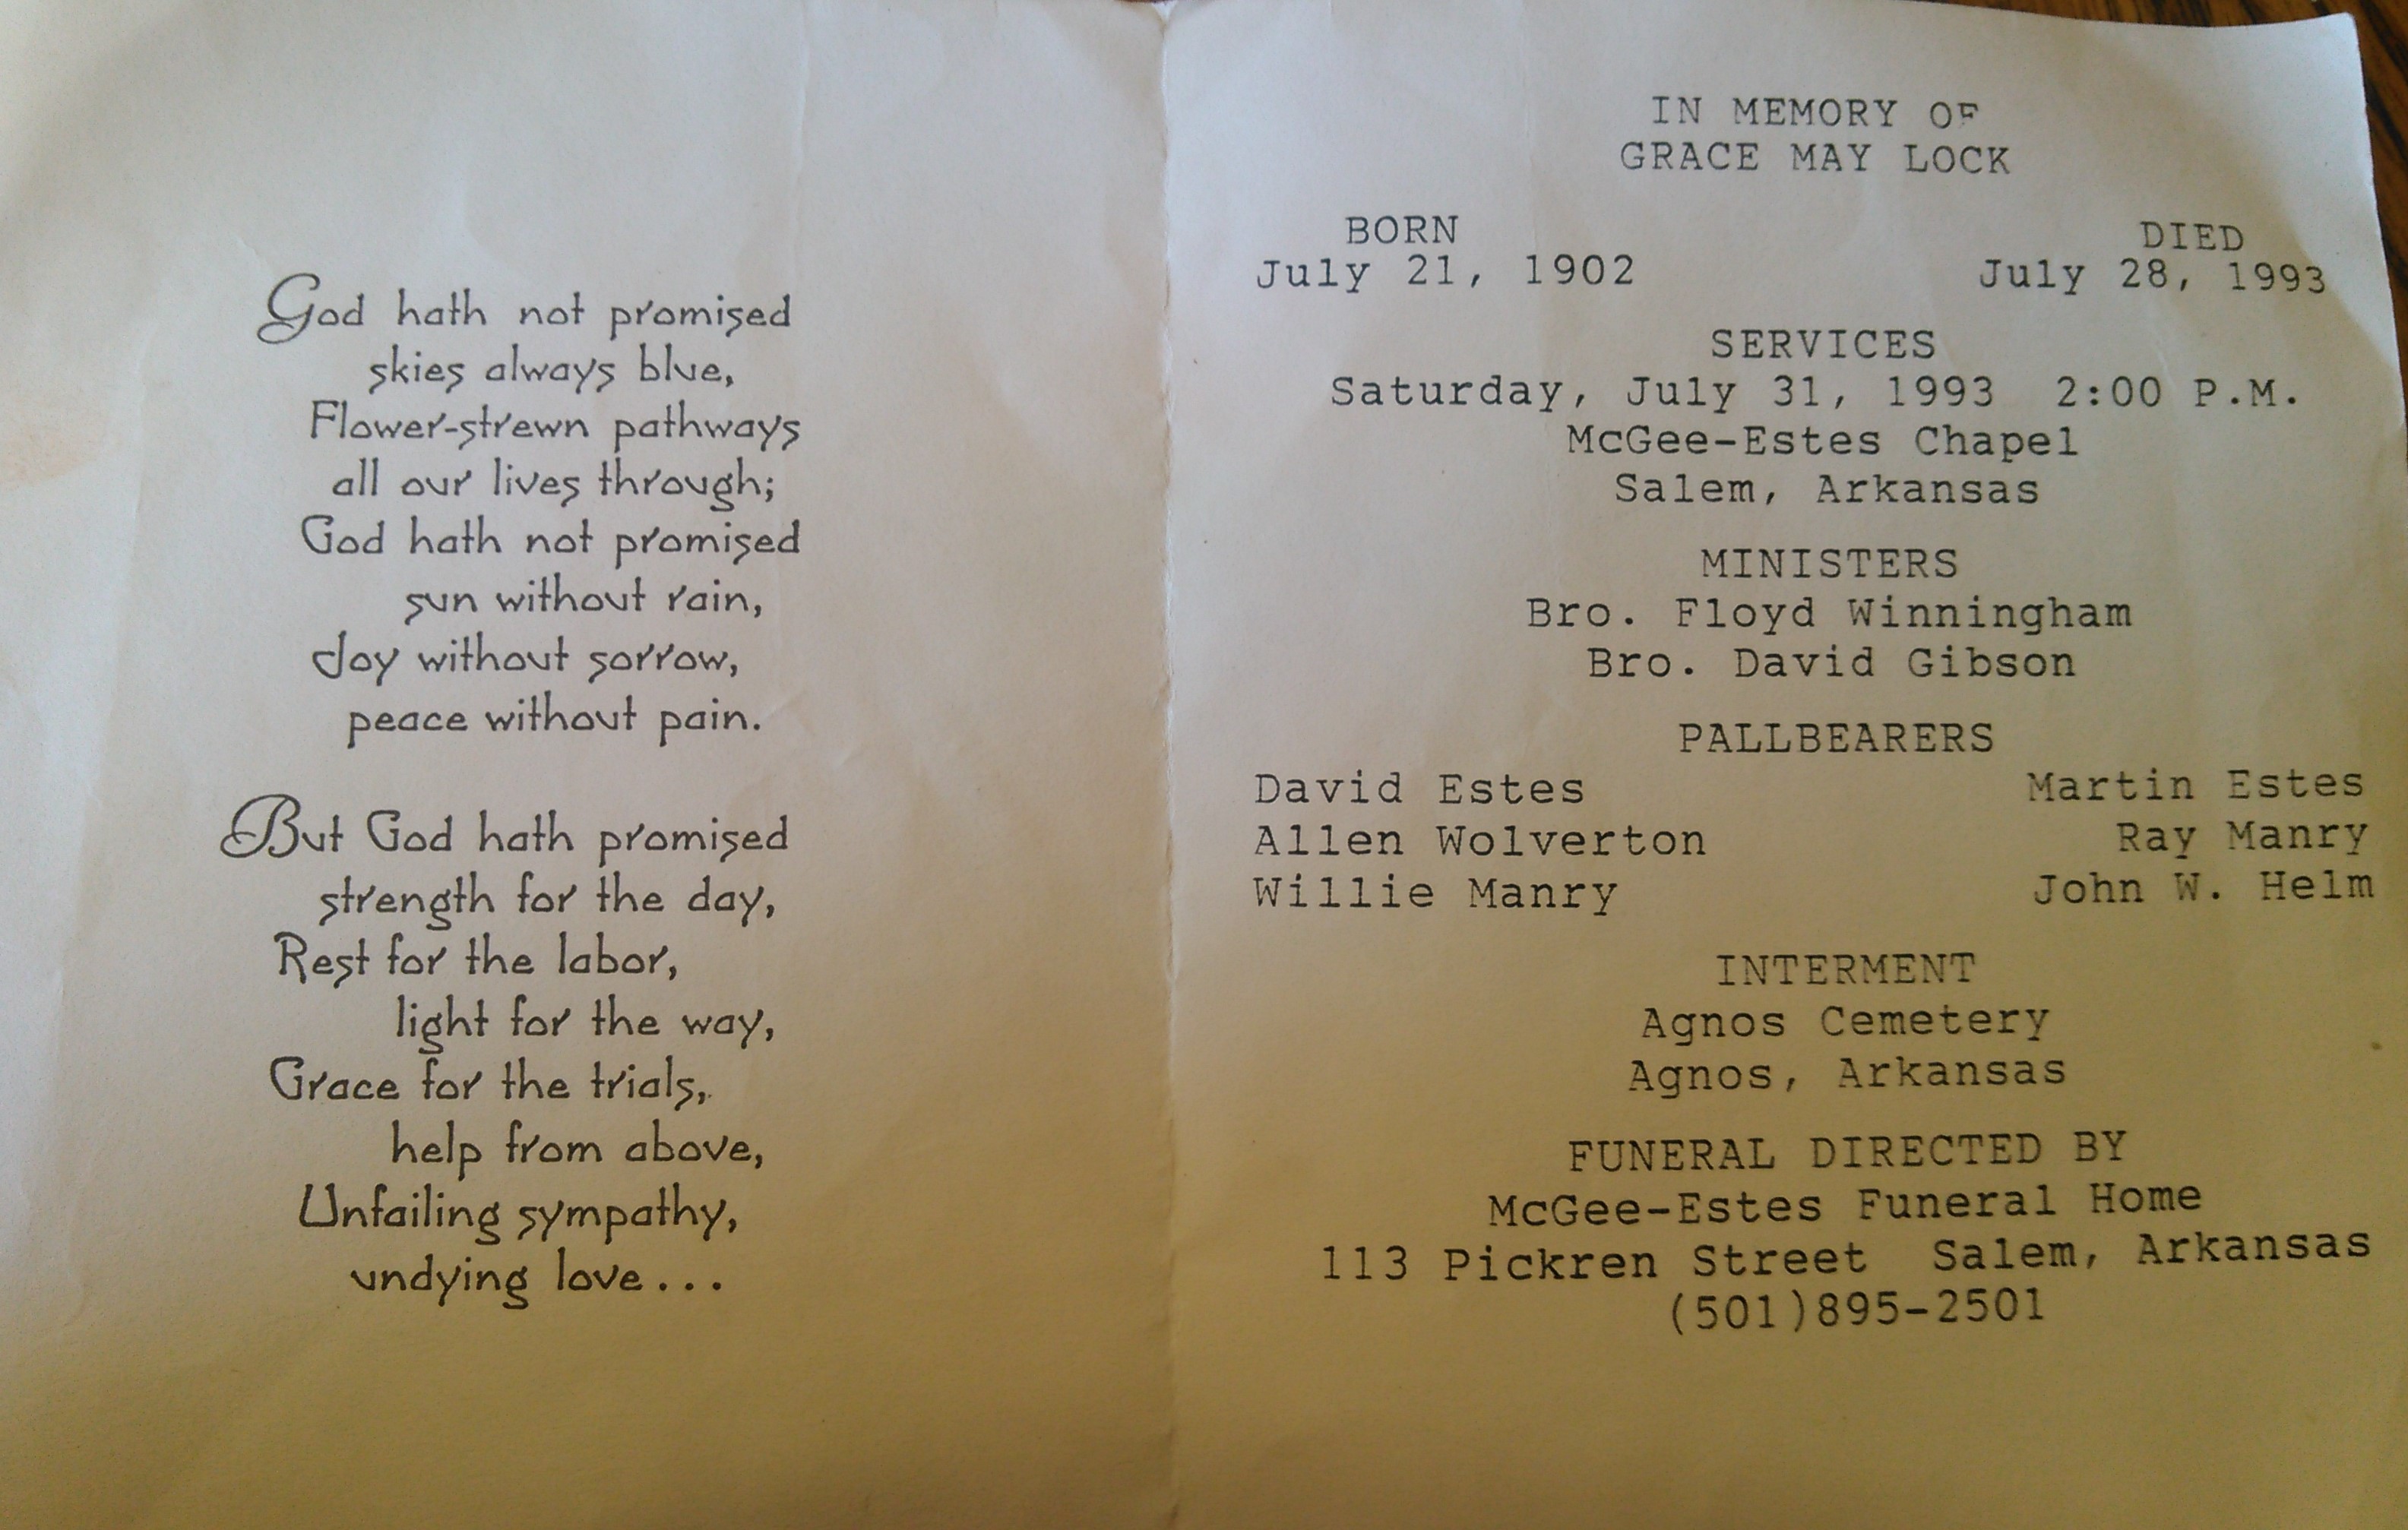 God hath not promised
skies always blue,
Flower-strewn pathways
all our lives through;
God hath not promised
sun without rain,
Joy without sorrow,
peace without pain.
But God hath promised
strength for the day,
Rest for the labor,
light for the way,
Grace for the trials,
help from above,
Unfailing sympathy,
undying love...
IN MEMORY OF
GRACE MAY LOCK
BORN DIED
July 21, 1902 July 28, 1993
SERVICES
Saturday, July 31, 1993 2:00 P.M.
McGee-Estes Chapel
Salem, Arkansas
MINISTERS
Bro. Floyd Winningham
Bro. David Gibson
PALLBEARERS
David Estes Martin Estes
Allen Wolverton Ray Manry
Willie Manry John W. Helm
INTERMENT
Agnos Cemetery
Agnos, Arkansas
FUNERAL DIRECTED BY
McGee-Estes Funeral Home
113 Pickren Street Salem, Arkansas
(501)895-2501